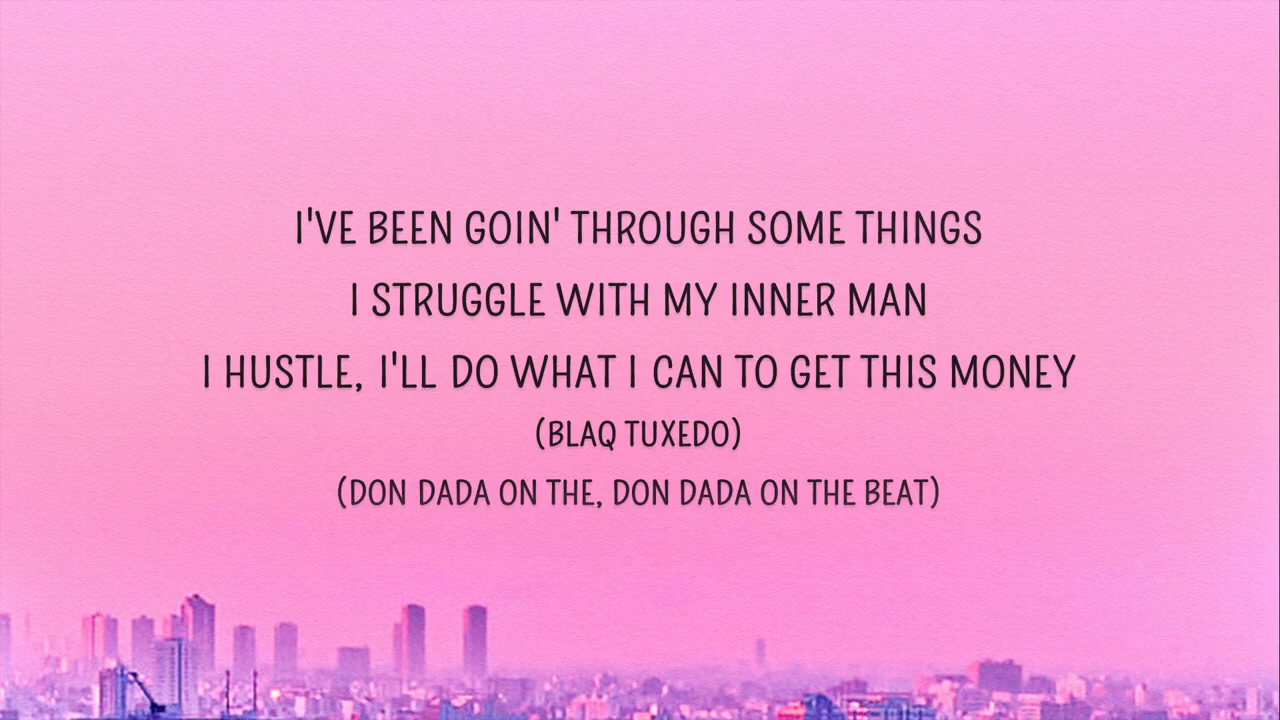 I'VE BEEN GOIN' THROUGH SOME THINGS
I STRUGGLE WITH MY INNER MAN
I HUSTLE, I'LL DO WHAT I CAN TO GET THIS MONEY
(BLAQ TUXEDO)
(DON DADA ON THE, DON DADA ON THE BEAT)